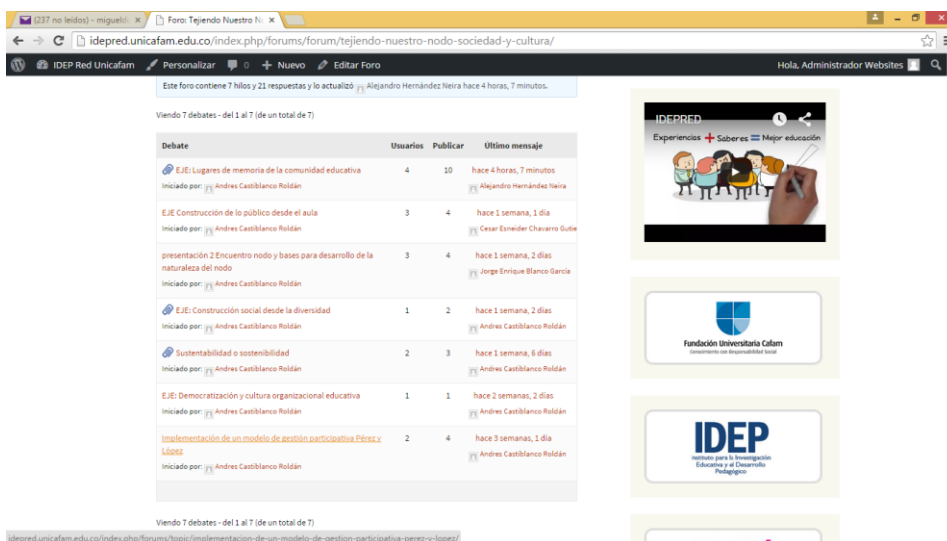 (237 no leídos) - migueld
Foro: Tejiendo Nuestro No
idepred.unicafam.edu.co/index.php/forums/forum/tejiendo-nuestro-nodo-sociedad-y-cultura/
IDEP Red Unicafam Personalizar 0 + Nuevo Editar Foro Hola, Administrador Websites
Este foro contiene 7 hilos y 21 respuestas y lo actualizó Alejandro Hernández Neira hace 4 horas, 7 minutos.
Viendo 7 debates - del 1 al 7 (de un total de 7)
Debate Usuarios Publicar Último mensaje
EJE: Lugares de memoria de la comunidad educativa 4 10 hace 4 horas, 7 minutos
Iniciado por: Andres Castiblanco Roldán Alejandro Hernández Neira
EJE Construcción de lo público desde el aula 3 4 hace 1 semana, 1 día
Iniciado por: Andres Castiblanco Roldán Cesar Esneider Chavarro Gutie
presentación 2 Encuentro nodo y bases para desarrollo de la 3 4 hace 1 semana, 2 días
naturaleza del nodo
Iniciado por: Andres Castiblanco Roldán Jorge Enrique Blanco García
EJE: Construcción social desde la diversidad 1 2 hace 1 semana, 2 días
Iniciado por: Andres Castiblanco Roldán Andres Castiblanco Roldán
Sustentabilidad o sostenibilidad 2 3 hace 1 semana, 6 días
Iniciado por: Andres Castiblanco Roldán Andres Castiblanco Roldán
EJE: Democratización y cultura organizacional educativa 1 1 hace 2 semanas, 2 días
Iniciado por: Andres Castiblanco Roldán Andres Castiblanco Roldán
Implementación de un modelo de gestión participativa Pérez y 2 4 hace 3 semanas, 1 día
López
Iniciado por: Andres Castiblanco Roldán Andres Castiblanco Roldán
Viendo 7 debates - del 1 al 7 (de un total de 7)
idepred.unicafam.edu.co/index.php/forums/topic/implementacion-de-un-modelo-de-gestion-participativa-perez-y-lopez/
IDEPRED
Experiencias + Saberes = Mejor educación
Fundación Universitaria Cafam
Conocimiento con Responsabilidad Social
IDEP
Instituto para la Investigación
Educativa y el Desarrollo
Pedagógico